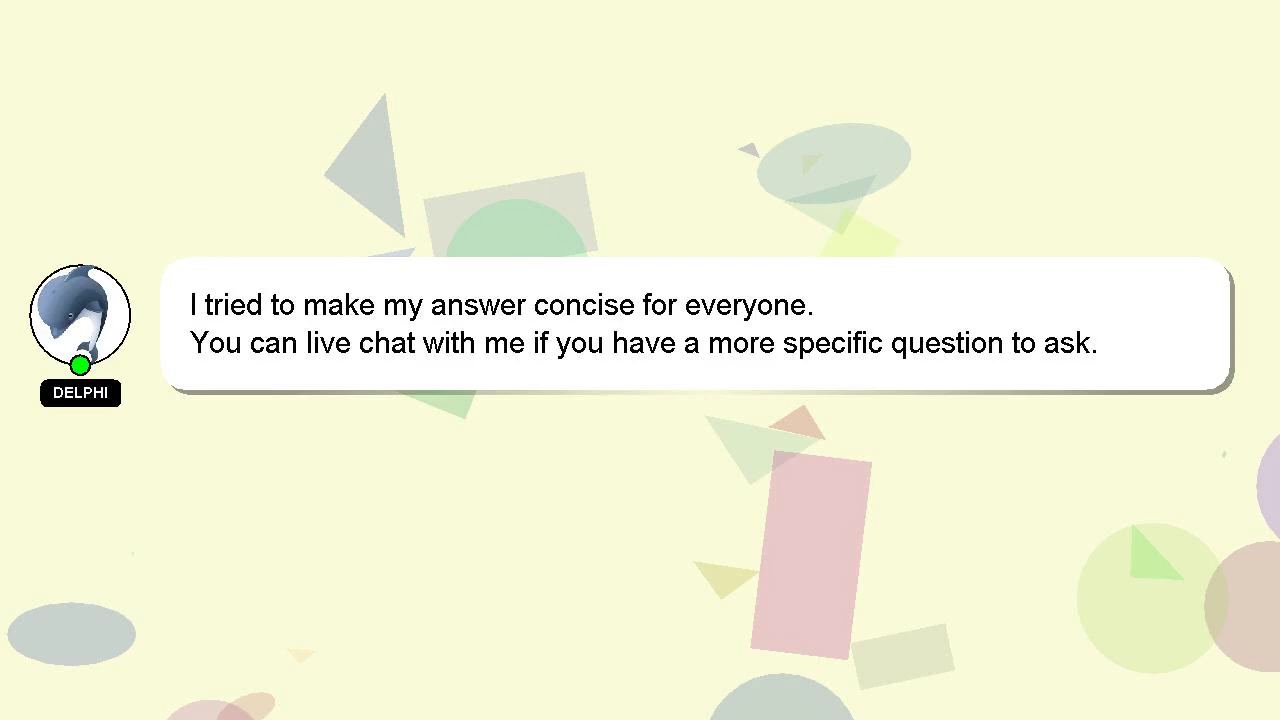 I tried to make my answer concise for everyone.
You can live chat with me if you have a more specific question to ask.
DELPHI